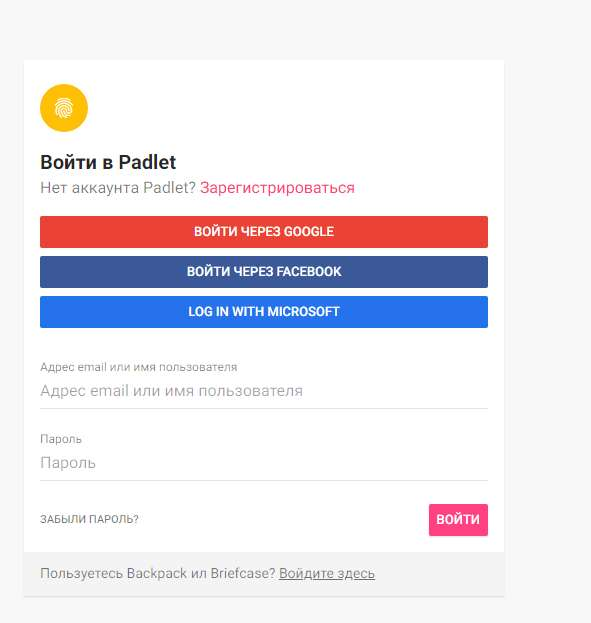 Войти в Padlet
Нет аккаунта Padlet? Зарегистрироваться
ВОЙТИ ЧЕРЕЗ GOOGLE
ВОЙТИ ЧЕРЕЗ FACEBOOK
LOG IN WITH MICROSOFT
Адрес email или имя пользователя
Адрес email или имя пользователя
Пароль
Пароль
ЗАБЫЛИ ПАРОЛЬ? ВОЙТИ
Пользуетесь Backpack ил Briefcase? Войдите здесь